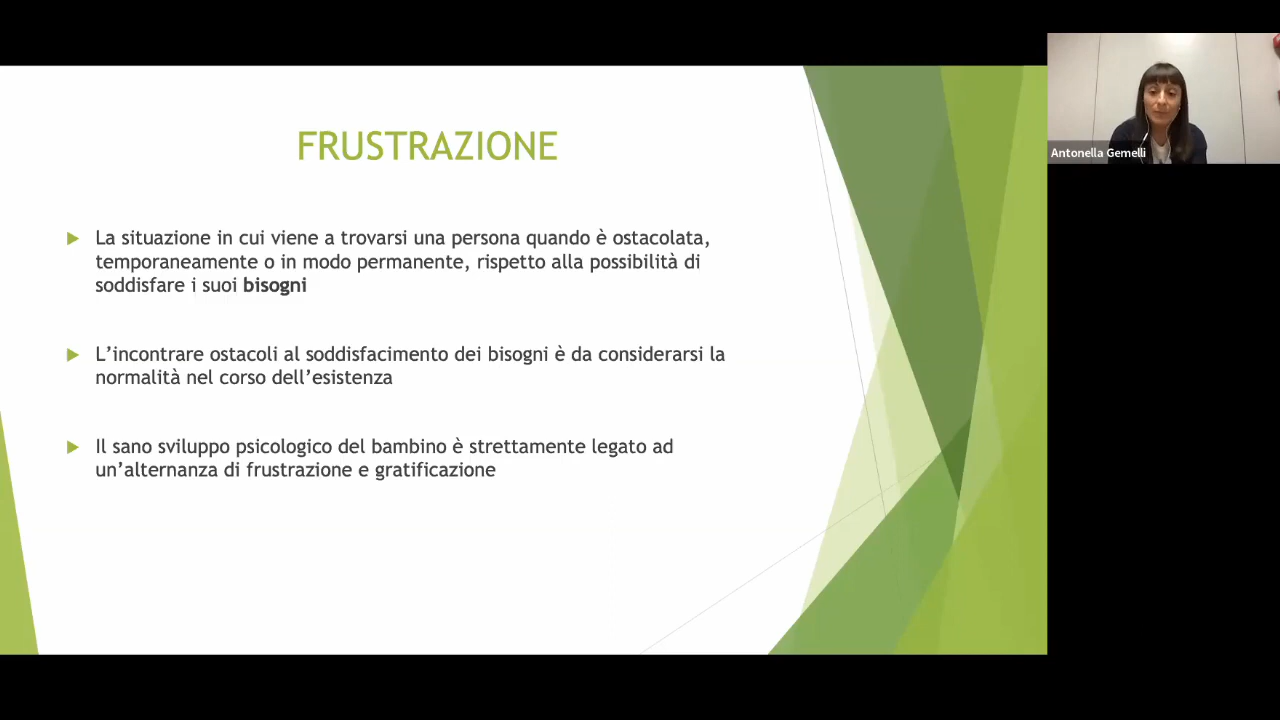 FRUSTRAZIONE
La situazione in cui viene a trovarsi una persona quando è ostacolata,
temporaneamente o in modo permanente, rispetto alla possibilità di
soddisfare i suoi bisogni
L’incontrare ostacoli al soddisfacimento dei bisogni è da considerarsi la
normalità nel corso dell’esistenza
Il sano sviluppo psicologico del bambino è strettamente legato ad
un’alternanza di frustrazione e gratificazione
Antonella Gemelli